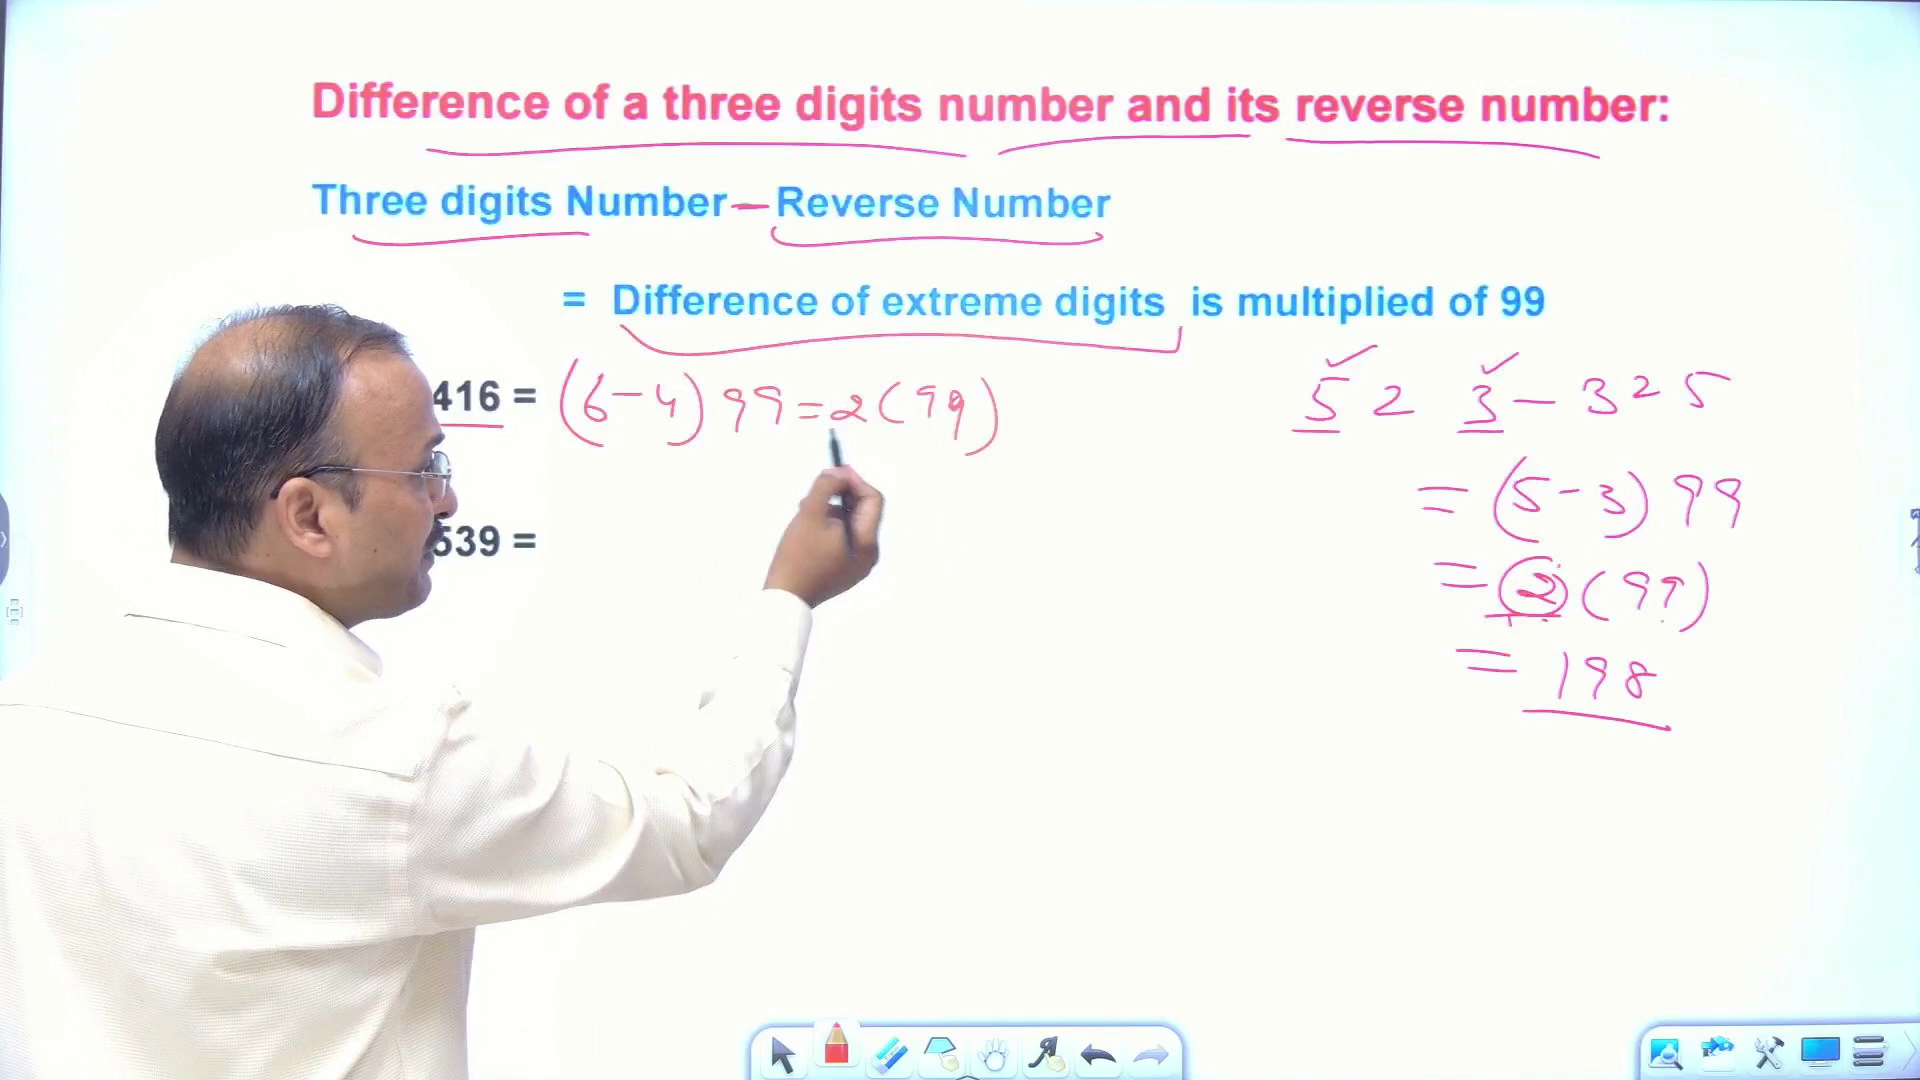 Difference of a three digits number and its reverse number:
Three digits Number - Reverse Number
= Difference of extreme digits is multiplied of 99
416 = (6-4) 99 = 2 (99)
539 =
5 2 3 - 3 2 5
= (5-3) 99
= 2 (99)
= 198